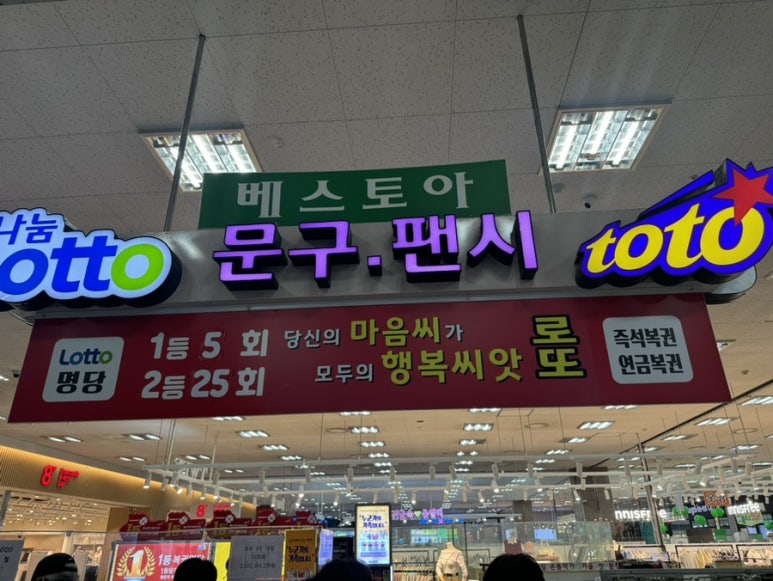 베스토아
나눔
Lotto
문구.팬시
toto
Lotto
명당
1등 5 회
2등 25 회
당신의 마음씨가
모두의 행복씨앗
로또
즉석복권
연금복권
INNISFREE
1등